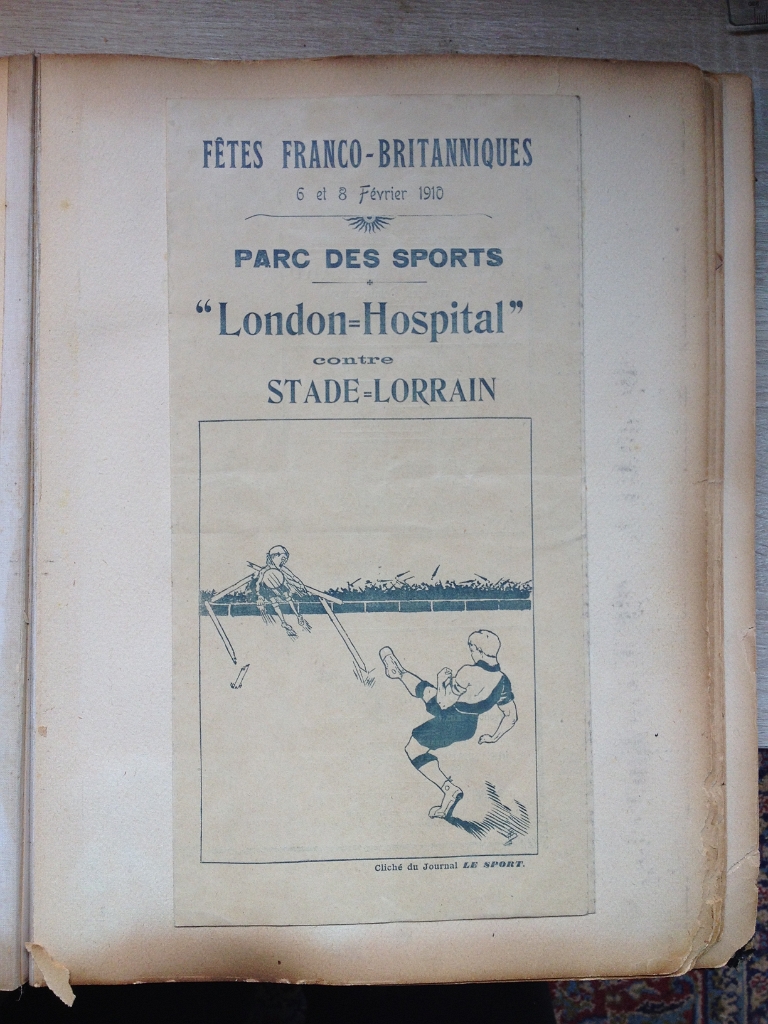 FÊTES FRANCO-BRITANNIQUES
6 et 8 Février 1910
PARC DES SPORTS
“London=Hospital”
contre
STADE=LORRAIN
Cliché du Journal LE SPORT.